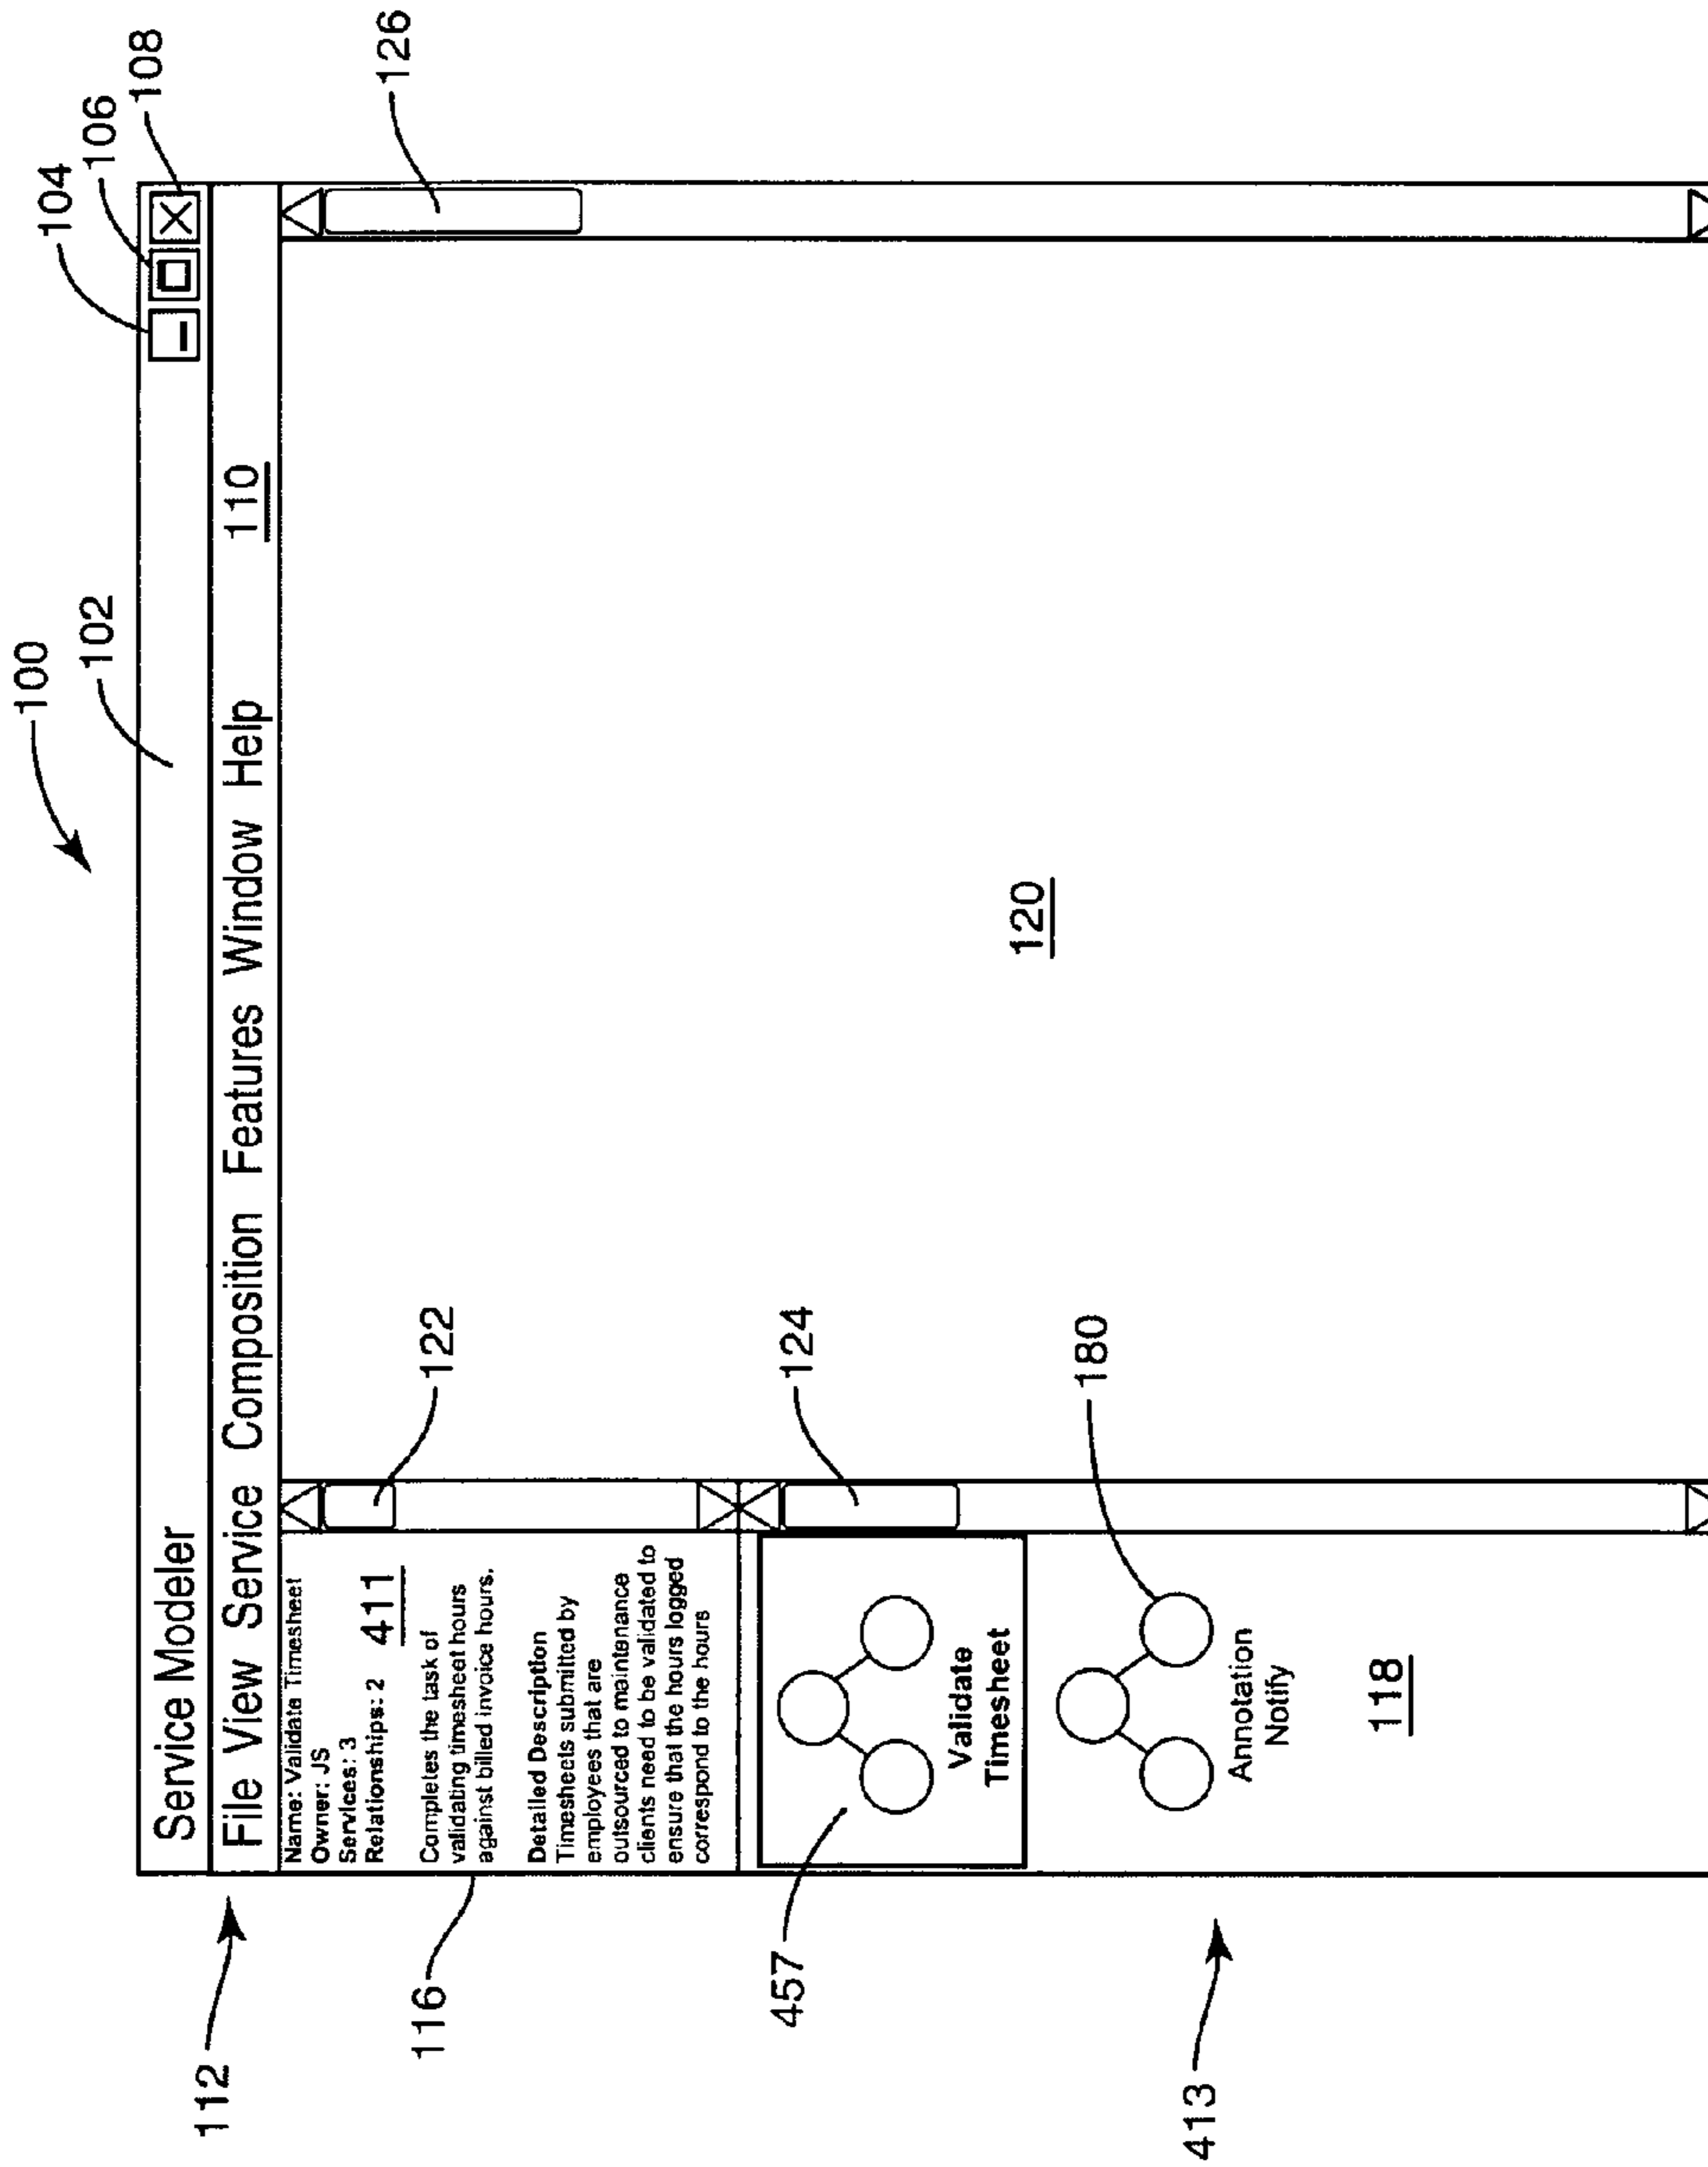 100
102
104
106
108
Service Modeler
112
File View Service Composition Features Window Help
110
126
116
Name: Validate Timesheet
Owner: JS
Services: 3
Relationships: 2
411
Completes the task of
validating timesheet hours
against billed invoice hours.
Detailed Description
Timesheets submitted by
employees that are
outsourced to maintenance
clients need to be validated to
ensure that the hours logged
correspond to the hours
122
457
Validate
Timesheet
124
120
180
Annotation
Notify
413
118